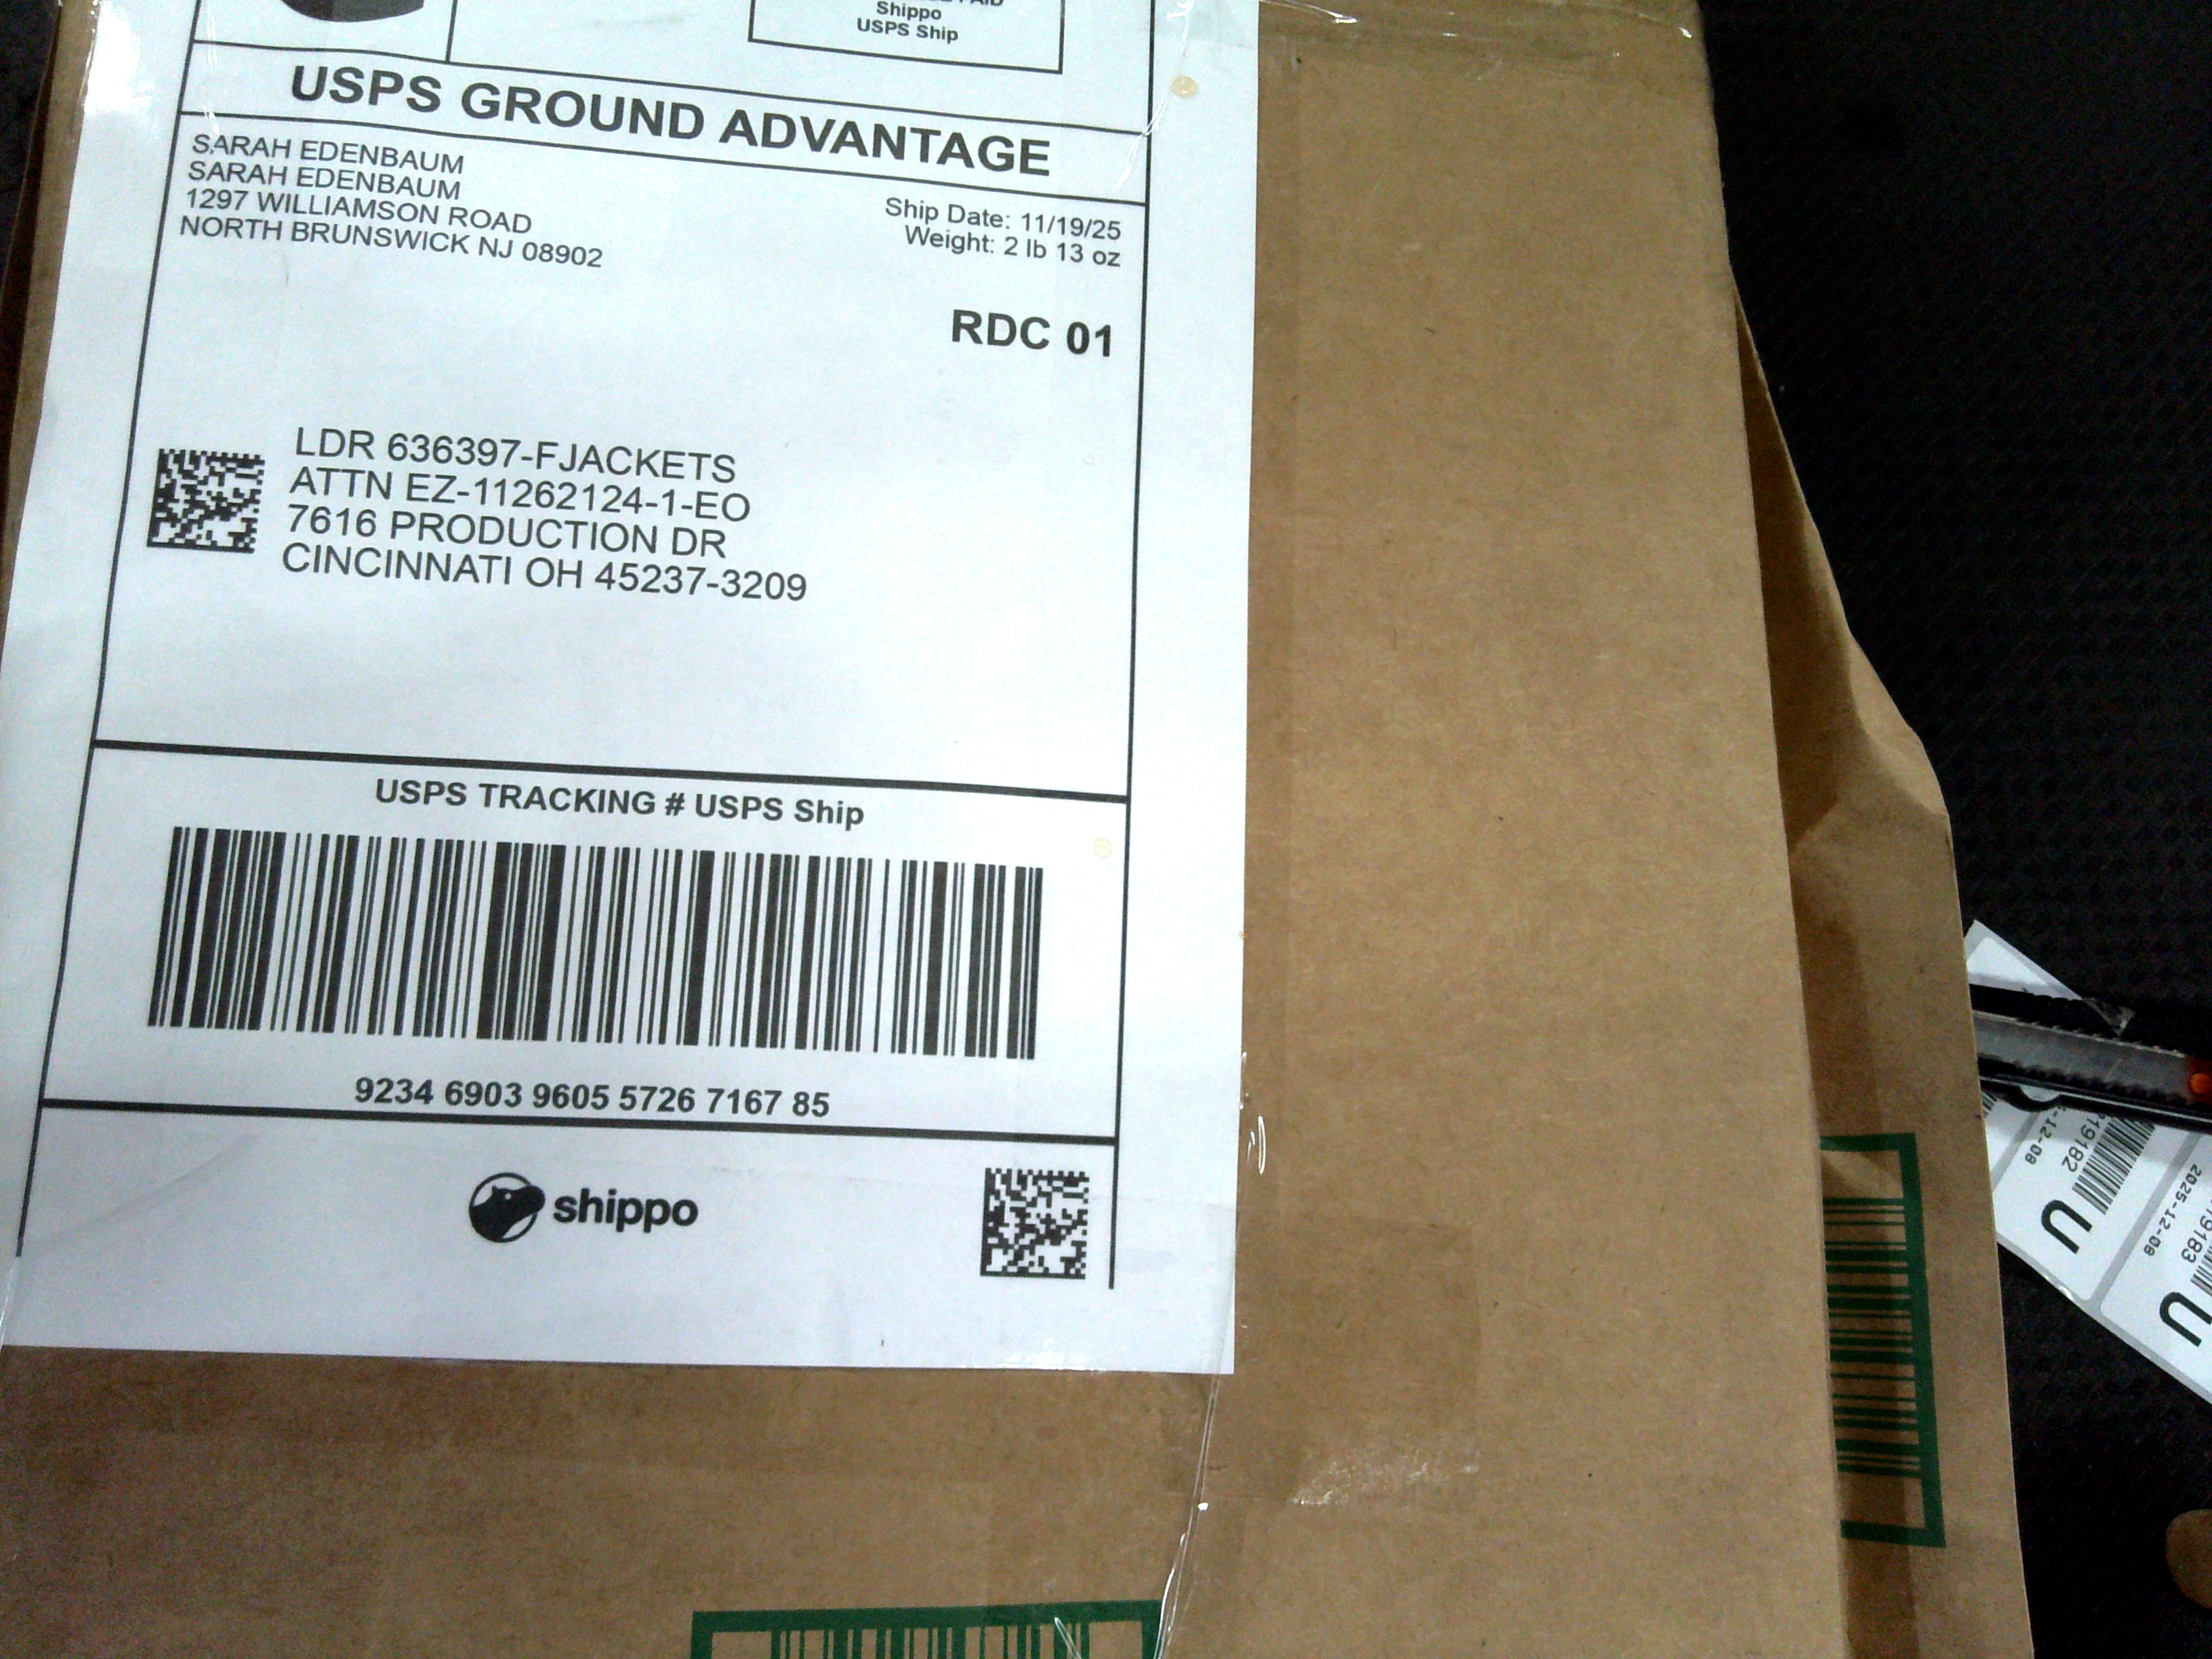 Shippo
USPS Ship
USPS GROUND ADVANTAGE
SARAH EDENBAUM
SARAH EDENBAUM
1297 WILLIAMSON ROAD
NORTH BRUNSWICK NJ 08902
Ship Date: 11/19/25
Weight: 2 lb 13 oz
RDC 01
LDR 636397-FJACKETS
ATTN EZ-11262124-1-EO
7616 PRODUCTION DR
CINCINNATI OH 45237-3209
USPS TRACKING # USPS Ship
9234 6903 9605 5726 7167 85
shippo
-12-08
19182
U
2025-12-08
79183
U